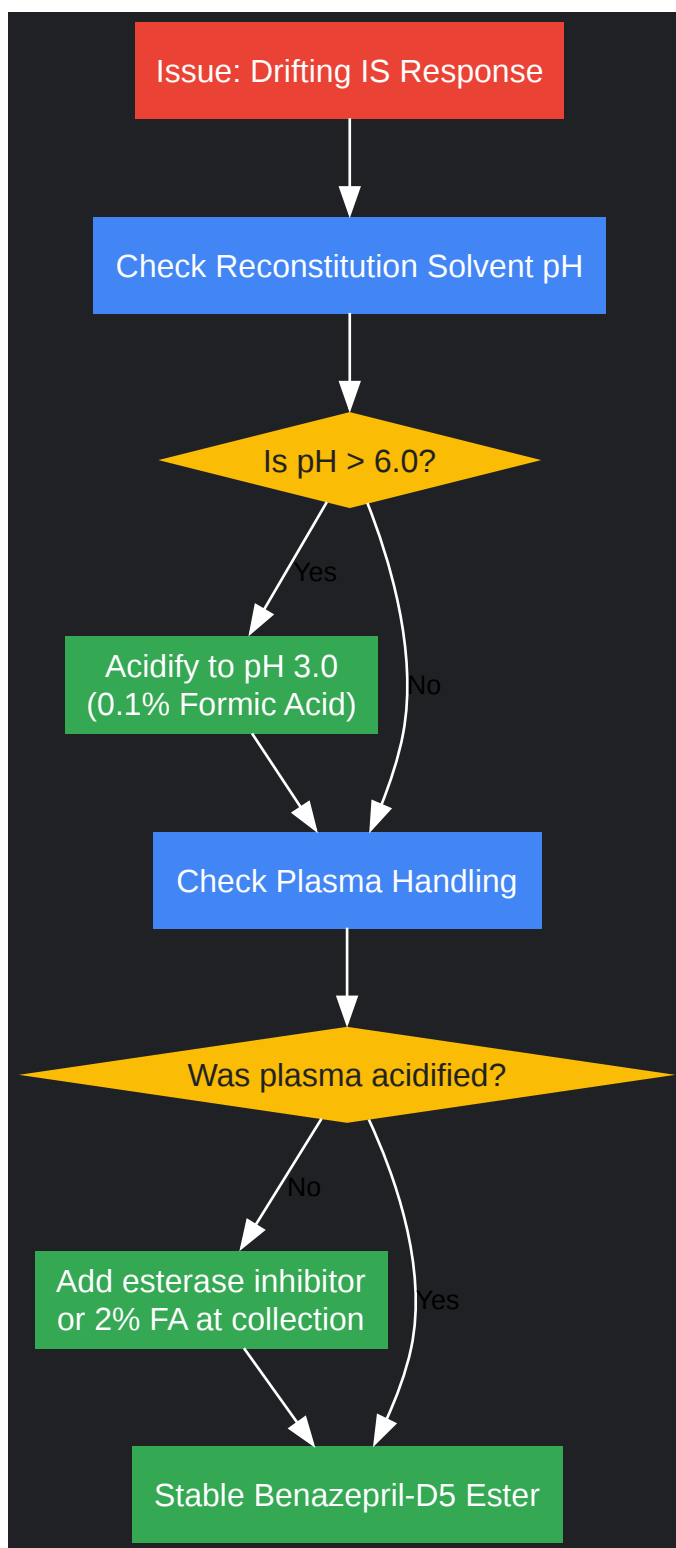 Issue: Drifting IS Response
Check Reconstitution Solvent pH
Is pH > 6.0?
Yes
Acidify to pH 3.0
(0.1% Formic Acid)
No
Check Plasma Handling
Was plasma acidified?
No
Add esterase inhibitor
or 2% FA at collection
Yes
Stable Benazepril-D5 Ester